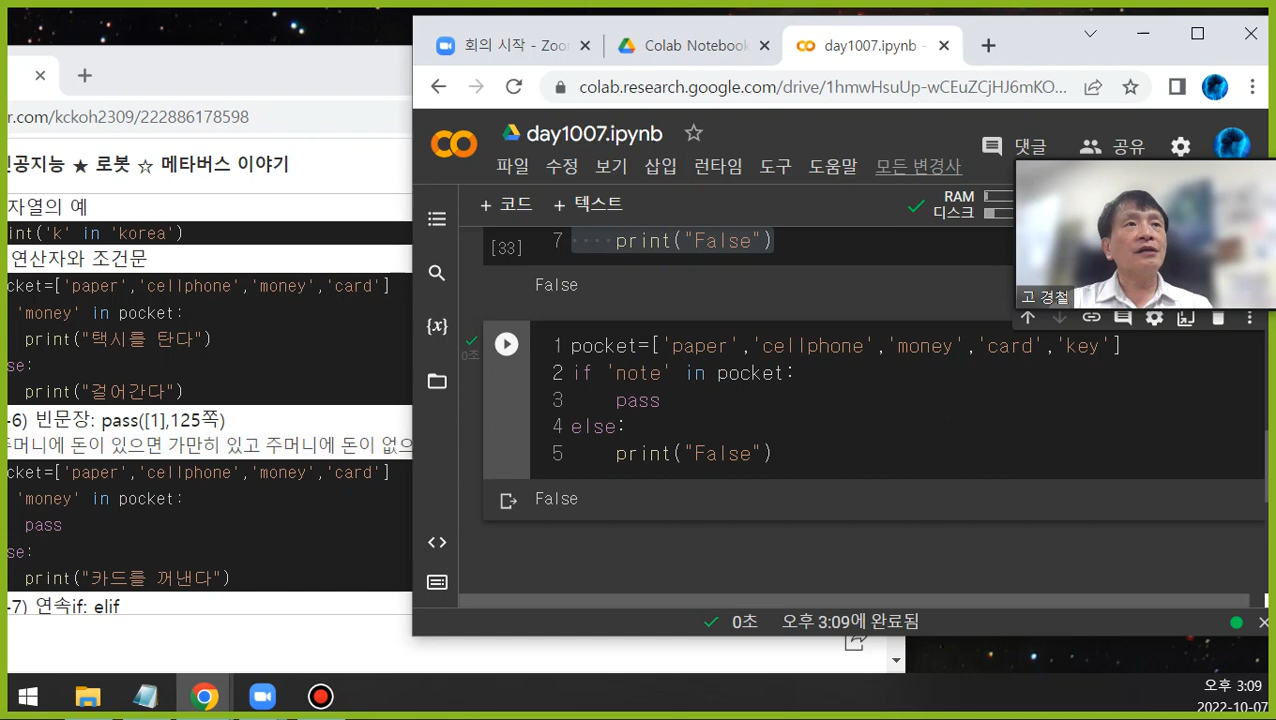 회의 시작 - Zoo
Colab Notebook
day1007.ipynb -
er.com/kckoh2309/222886178598
colab.research.google.com/drive/1hmwHsuUp-wCEuZCjHJ6mKO...
인공지능 ★ 로봇 ☆ 메타버스 이야기
자열의 예
int('k' in 'korea')
연산자와 조건문
cket=['paper','cellphone','money','card']
'money' in pocket:
print("택시를 탄다")
se:
print("걸어간다")
-6) 빈문장: pass([1],125쪽)
주머니에 돈이 있으면 가만히 있고 주머니에 돈이 없으
cket=['paper','cellphone','money','card']
'money' in pocket:
pass
se:
print("카드를 꺼낸다")
-7) 연속if: elif
day1007.ipynb
댓글
공유
파일 수정 보기 삽입 런타임 도구 도움말 모든 변경사
+ 코드 + 텍스트
RAM
디스크
[33]
7 print("False")
False
고 경철
0초
1 pocket=['paper','cellphone','money','card','key']
2 if 'note' in pocket:
3 pass
4 else:
5 print("False")
False
0초 오후 3:09에 완료됨
오후 3:09
2022-10-07